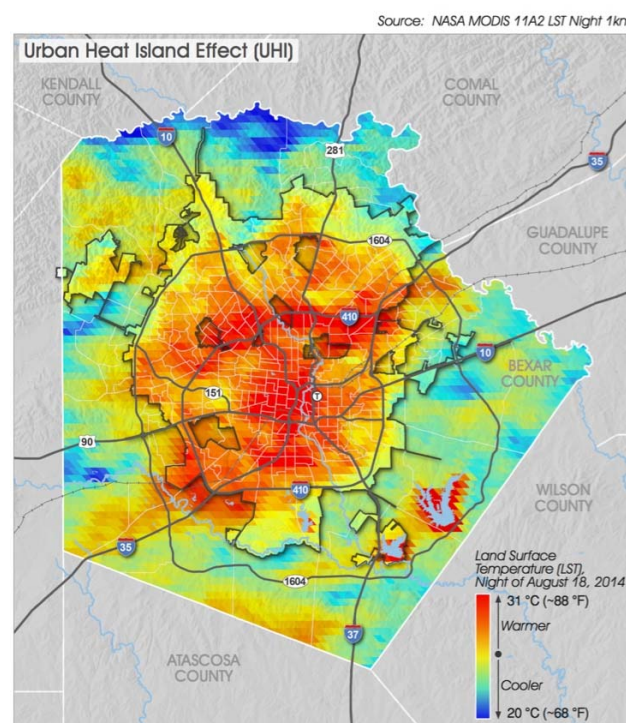 Source: NASA MODIS 11A2 LST Night 1km
Urban Heat Island Effect (UHI)
KENDALL
COUNTY
COMAL
COUNTY
10
281
35
GUADALUPE
COUNTY
1604
410
10
BEXAR
COUNTY
151
T
90
WILSON
COUNTY
410
35
1604
37
ATASCOSA
COUNTY
Land Surface
Temperature (LST),
Night of August 18, 2014
31 °C (~88 °F)
Warmer
Cooler
20 °C (~68 °F)